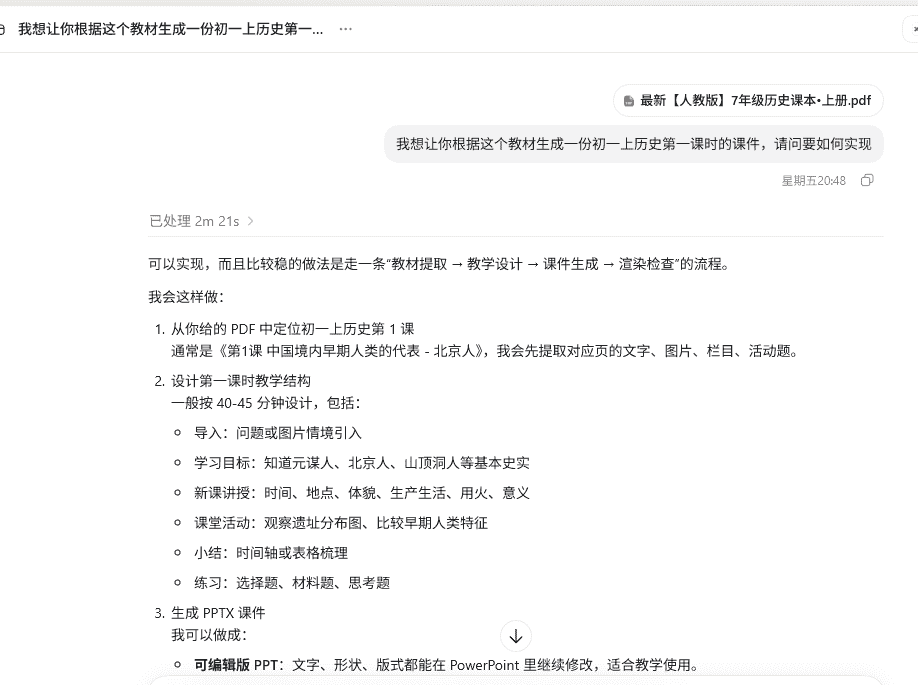 我想让你根据这个教材生成一份初一上历史第一... ···
最新【人教版】7年级历史课本•上册.pdf
我想让你根据这个教材生成一份初一上历史第一课时的课件，请问要如何实现
星期五20:48
已处理 2m 21s >
可以实现，而且比较稳的做法是走一条“教材提取 → 教学设计 → 课件生成 → 渲染检查”的流程。
我会这样做：
1. 从你给的 PDF 中定位初一上历史第 1 课
通常是《第1课 中国境内早期人类的代表 - 北京人》，我会先提取对应页的文字、图片、栏目、活动题。
2. 设计第一课时教学结构
一般按 40-45 分钟设计，包括：
导入：问题或图片情境引入
学习目标：知道元谋人、北京人、山顶洞人等基本史实
新课讲授：时间、地点、体貌、生产生活、用火、意义
课堂活动：观察遗址分布图、比较早期人类特征
小结：时间轴或表格梳理
练习：选择题、材料题、思考题
3. 生成 PPTX 课件
我可以做成：
可编辑版 PPT：文字、形状、版式都能在 PowerPoint 里继续修改，适合教学使用。